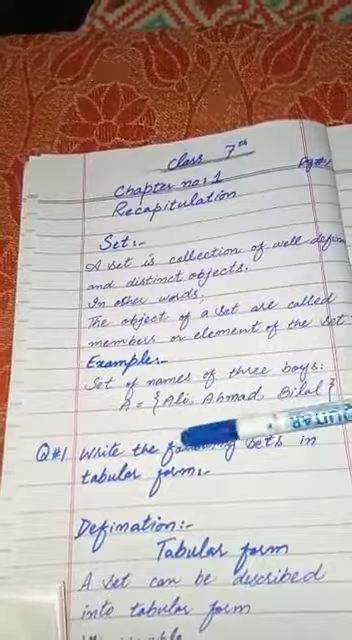 Class 7th
Chapter no: 1
Recapitulation
Set:-
A set is collection of well
and distinct objects.
In other words,
The object of a set are called
members or element of the set
Examples-
Set of names of three boys:
A = {Ali, Ahmad, Bilal}
Q#1 Write the sets in
tabular form:-
Defination:-
Tabular form
A set can be described
into tabular form